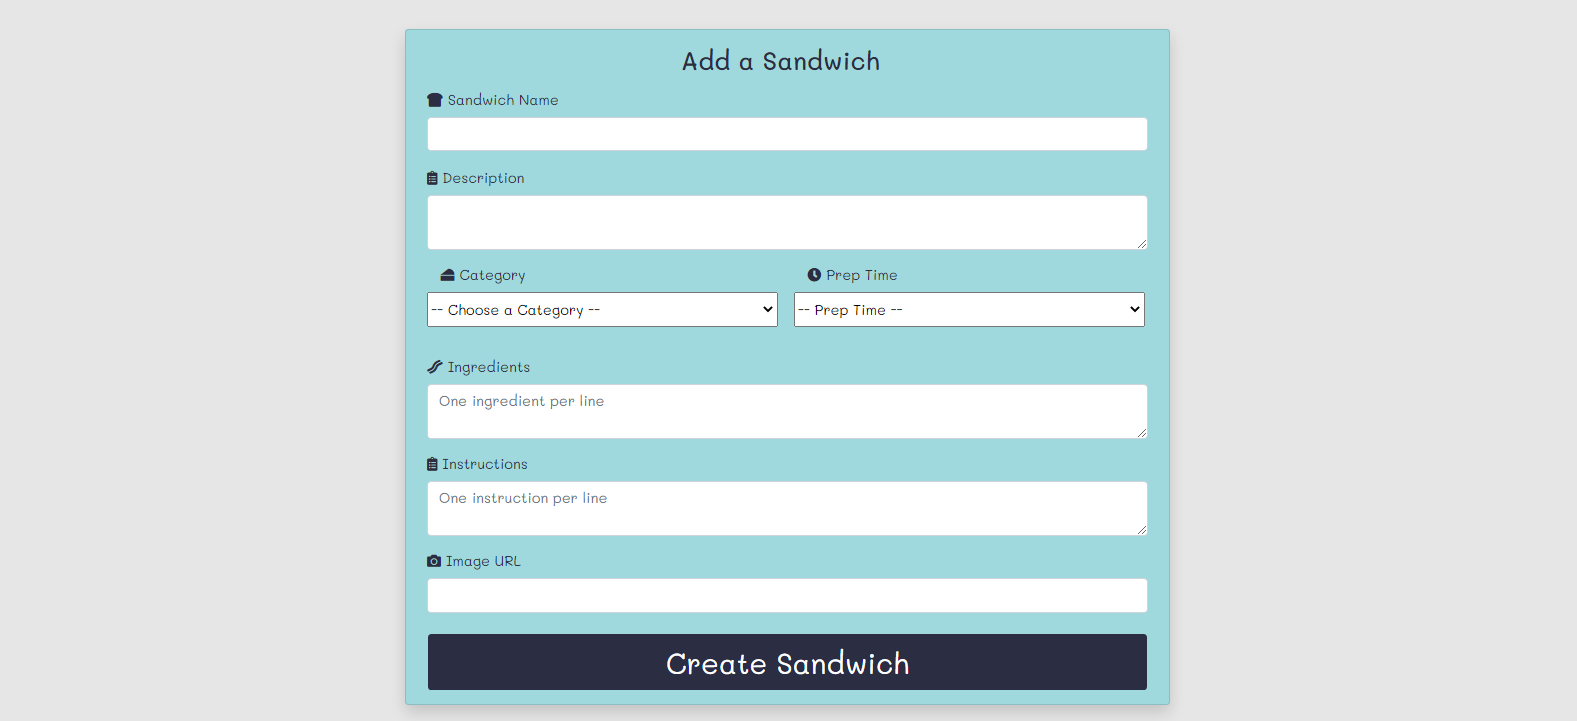 Add a Sandwich
Sandwich Name
Description
Category Prep Time
-- Choose a Category -- -- Prep Time --
Ingredients
One ingredient per line
Instructions
One instruction per line
Image URL
Create Sandwich